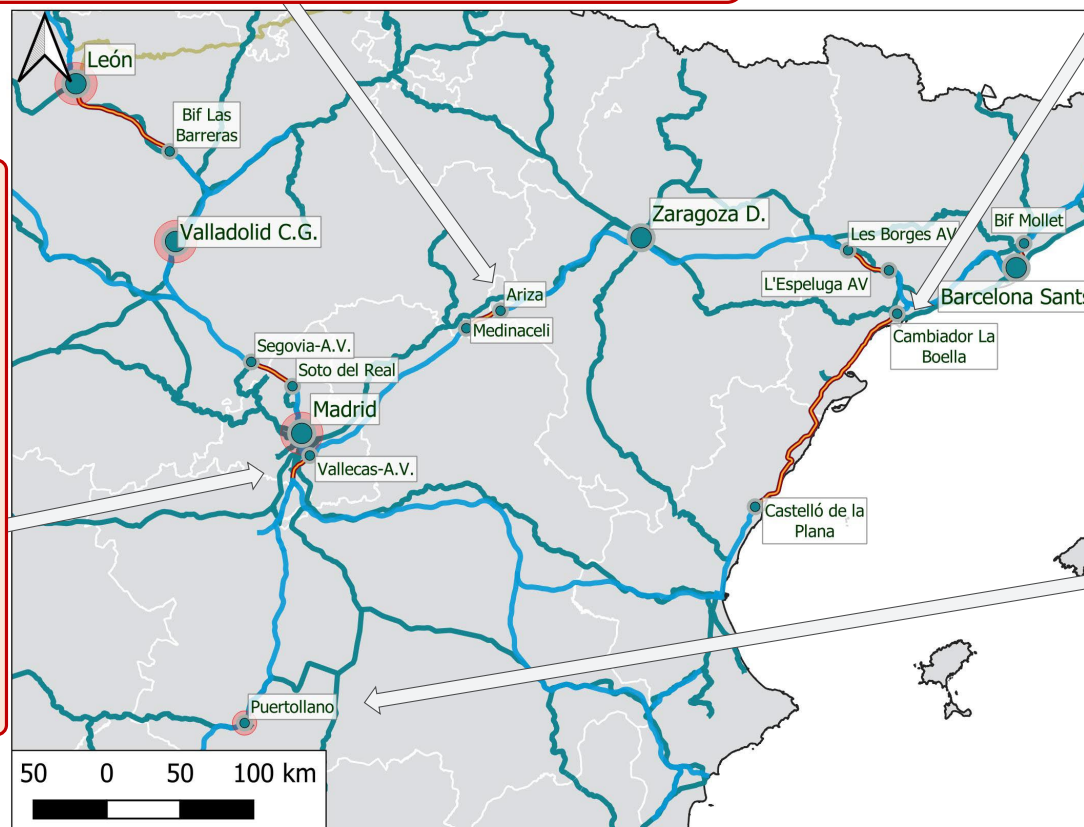 León
Bif Las
Barreras
Valladolid C.G.
Zaragoza D.
Les Borges AV
Bif Mollet
L'Espeluga AV
Barcelona Sants
Ariza
Medinaceli
Cambiador La
Boella
Segovia-A.V.
Soto del Real
Madrid
Vallecas-A.V.
Castelló de la
Plana
Puertollano
50 0 50 100 km